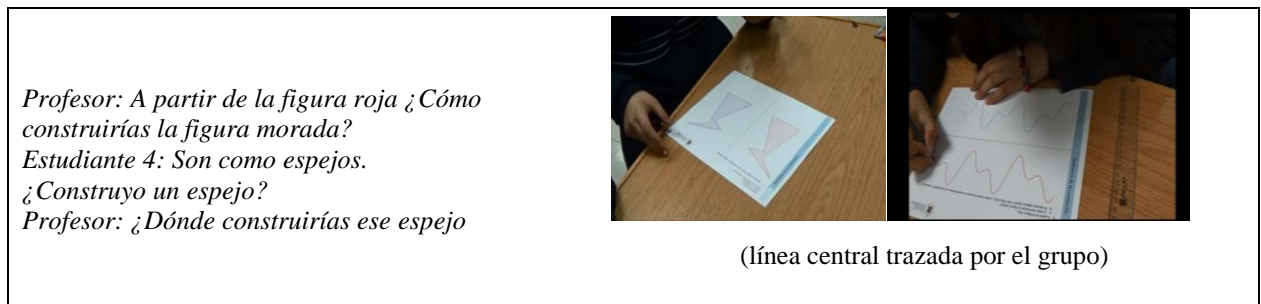 Profesor: A partir de la figura roja ¿Cómo
construirías la figura morada?
Estudiante 4: Son como espejos.
¿Construyo un espejo?
Profesor: ¿Dónde construirías ese espejo
(línea central trazada por el grupo)